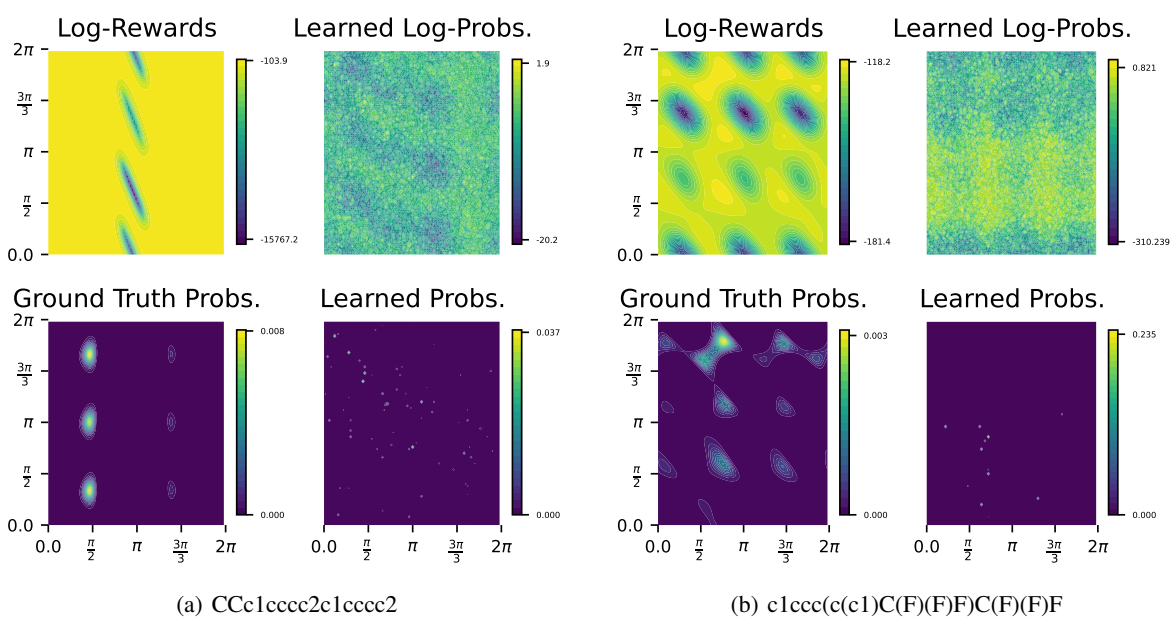 Log-Rewards Learned Log-Probs. Log-Rewards Learned Log-Probs.
2π -103.9 1.9 2π -118.2 0.821
3π/3 3π/3
π π
π/2 π/2
0.0 -15767.2 -20.2 0.0 -181.4 -310.239
Ground Truth Probs. Learned Probs. Ground Truth Probs. Learned Probs.
2π 0.008 0.037 2π 0.003 0.235
3π/3 3π/3
π π
π/2 π/2
0.0 0.000 0.000 0.0 0.000 0.000
0.0 π/2 π 3π/3 2π 0.0 π/2 π 3π/3 2π 0.0 π/2 π 3π/3 2π 0.0 π/2 π 3π/3 2π
(a) CCc1cccc2c1cccc2 (b) c1ccc(c(c1)C(F)(F)F)C(F)(F)F